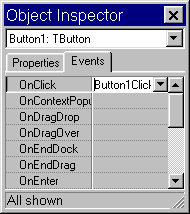 Object Inspector
Button1: TButton
Properties Events
OnClick Button1Click
OnContextPopu
OnDragDrop
OnDragOver
OnEndDock
OnEndDrag
OnEnter
All shown